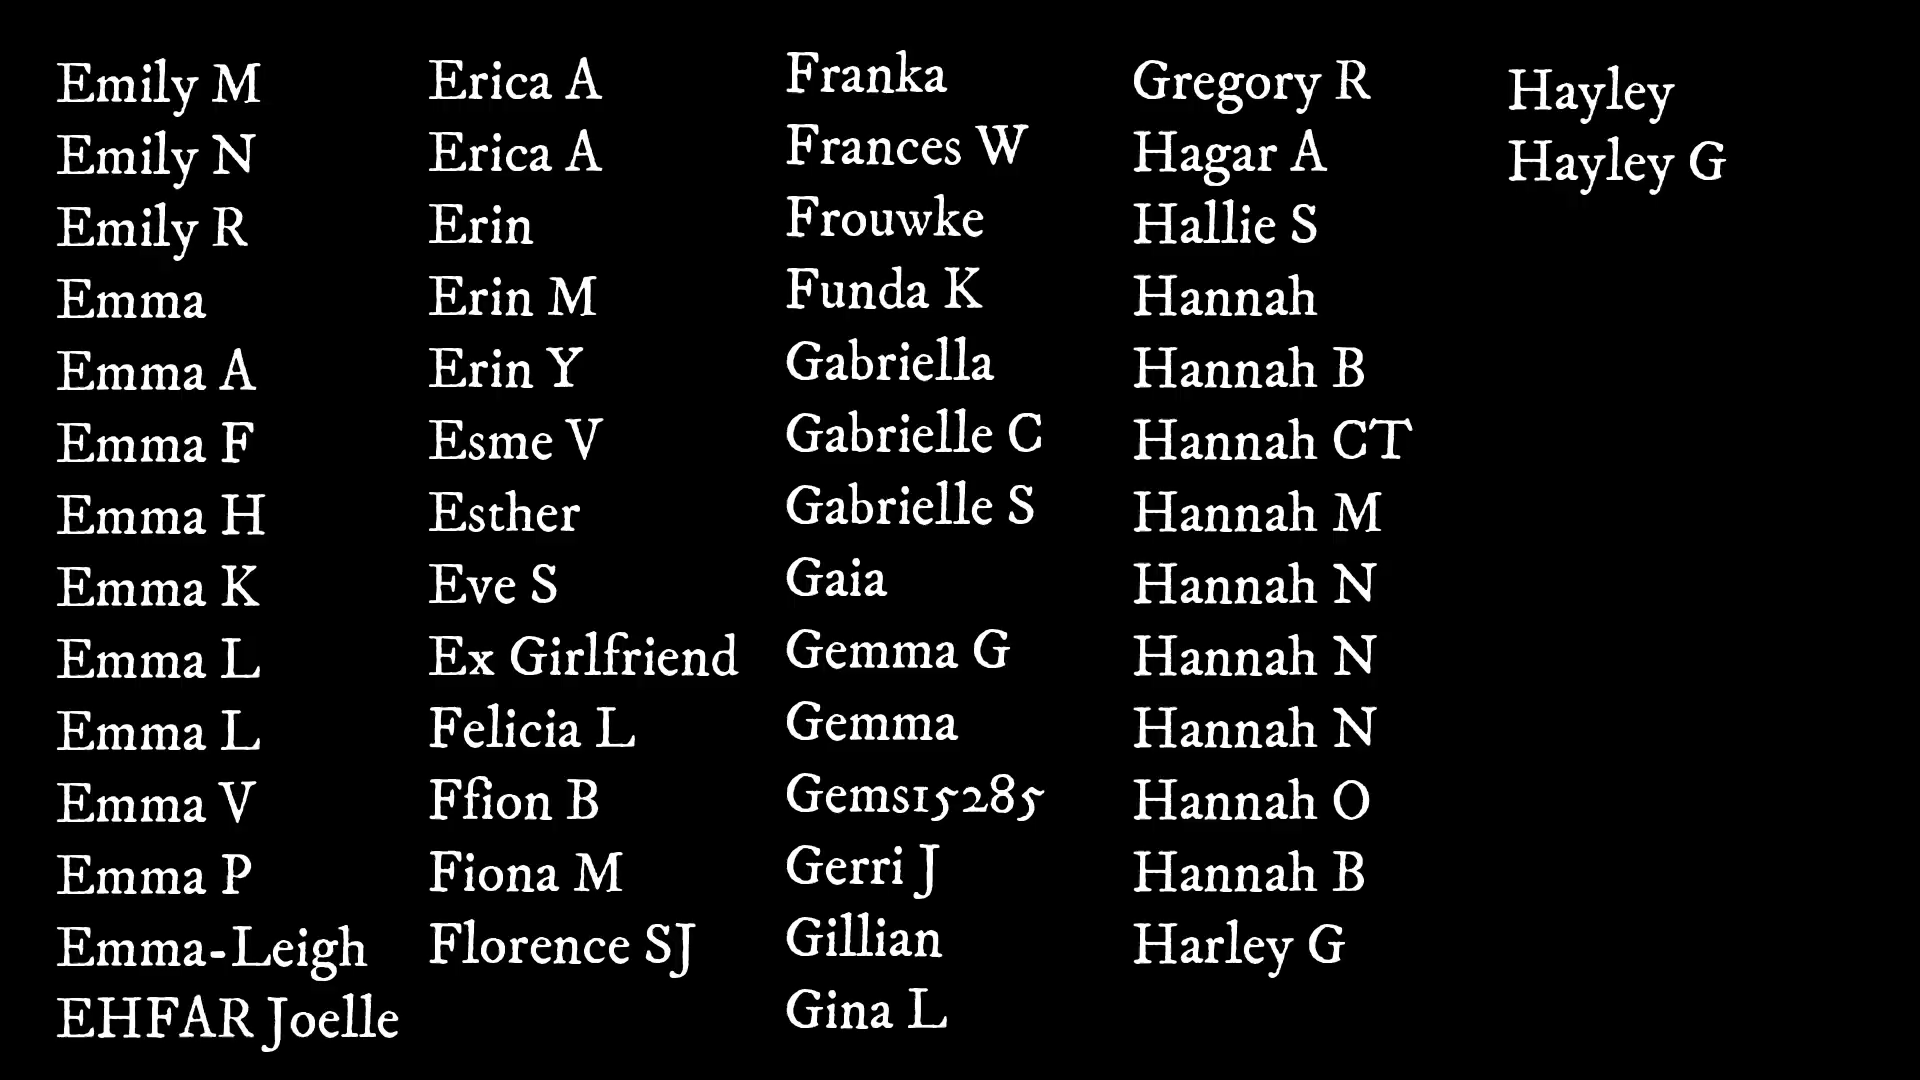 Emily M
Emily N
Emily R
Emma
Emma A
Emma F
Emma H
Emma K
Emma L
Emma L
Emma V
Emma P
Emma-Leigh
EHFAR Joelle
Erica A
Erica A
Erin
Erin M
Erin Y
Esme V
Esther
Eve S
Ex Girlfriend
Felicia L
Ffion B
Fiona M
Florence SJ
Franka
Frances W
Frouwke
Funda K
Gabriella
Gabrielle C
Gabrielle S
Gaia
Gemma G
Gemma
Gems15285
Gerri J
Gillian
Gina L
Gregory R
Hagar A
Hallie S
Hannah
Hannah B
Hannah CT
Hannah M
Hannah N
Hannah N
Hannah N
Hannah O
Hannah B
Harley G
Hayley
Hayley G